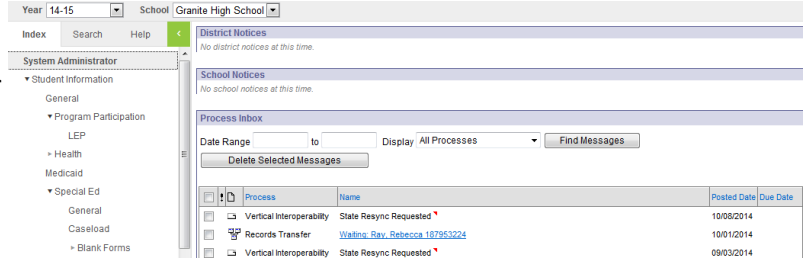 Year 14-15 School Granite High School
Index Search Help
System Administrator
Student Information
General
Program Participation
LEP
Health
Medicaid
Special Ed
General
Caseload
Blank Forms
District Notices
No district notices at this time.
School Notices
No school notices at this time.
Process Inbox
Date Range to Display All Processes Find Messages
Delete Selected Messages
! Process Name Posted Date Due Date
Vertical Interoperability State Resync Requested 10/08/2014
Records Transfer Waiting: Ray, Rebecca 187953224 10/01/2014
Vertical Interoperability State Resync Requested 09/03/2014